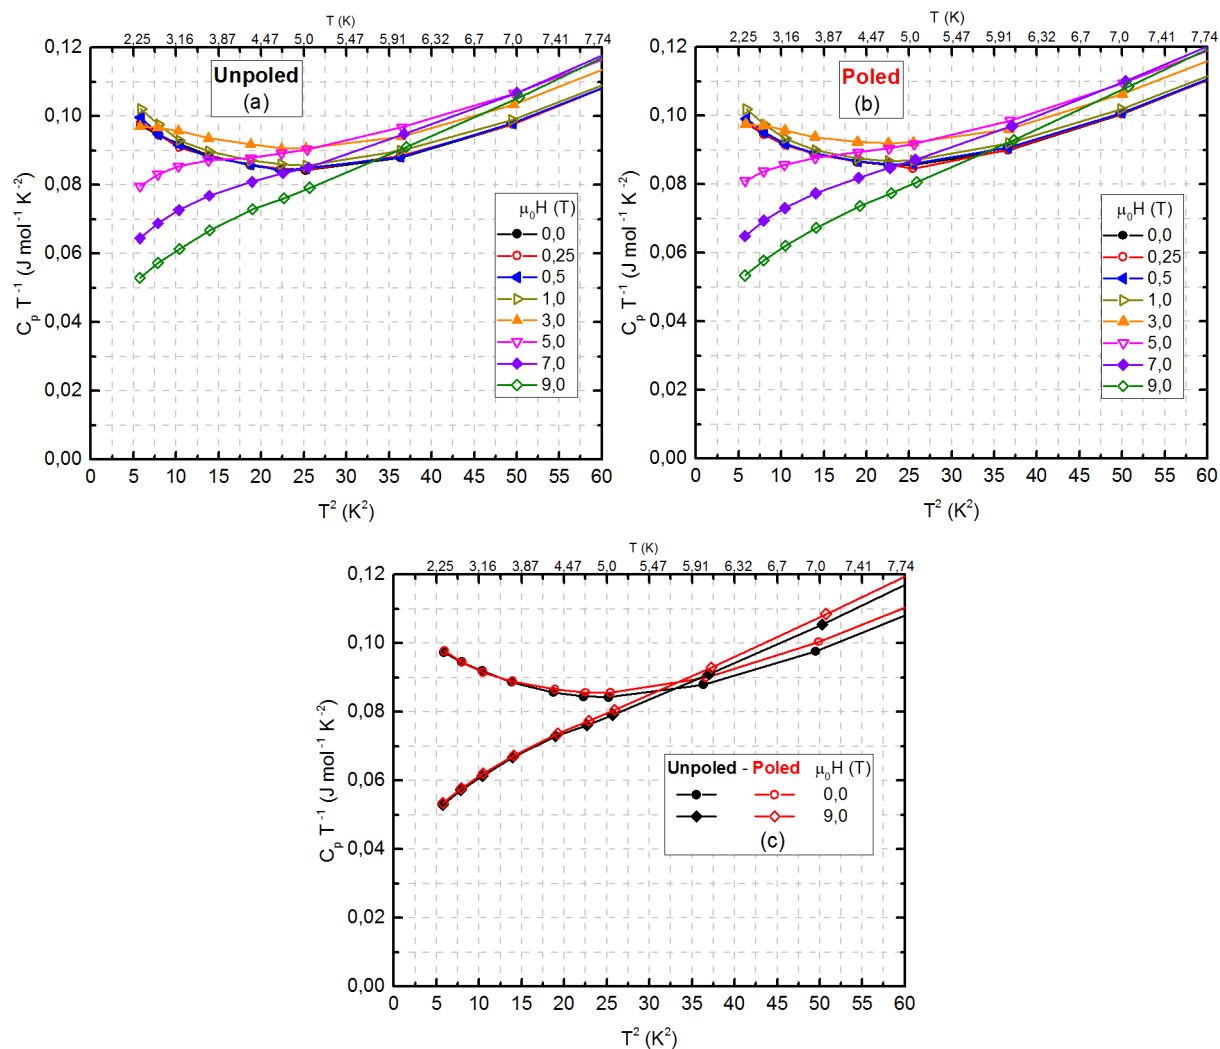 T (K)
2,25 3,16 3,87 4,47 5,0 5,47 5,91 6,32 6,7 7,0 7,41 7,74
0,12
0,10
0,08
0,06
0,04
0,02
0,00
C_p T^-1 (J mol^-1 K^-2)
Unpoled
(a)
μ₀H (T)
0,0
0,25
0,5
1,0
3,0
5,0
7,0
9,0
0 5 10 15 20 25 30 35 40 45 50 55 60
T² (K²)
T (K)
2,25 3,16 3,87 4,47 5,0 5,47 5,91 6,32 6,7 7,0 7,41 7,74
0,12
0,10
0,08
0,06
0,04
0,02
0,00
C_p T^-1 (J mol^-1 K^-2)
Poled
(b)
μ₀H (T)
0,0
0,25
0,5
1,0
3,0
5,0
7,0
9,0
0 5 10 15 20 25 30 35 40 45 50 55 60
T² (K²)
T (K)
2,25 3,16 3,87 4,47 5,0 5,47 5,91 6,32 6,7 7,0 7,41 7,74
0,12
0,10
0,08
0,06
0,04
0,02
0,00
C_p T^-1 (J mol^-1 K^-2)
Unpoled - Poled μ₀H (T)
0,0
9,0
(c)
0 5 10 15 20 25 30 35 40 45 50 55 60
T² (K²)